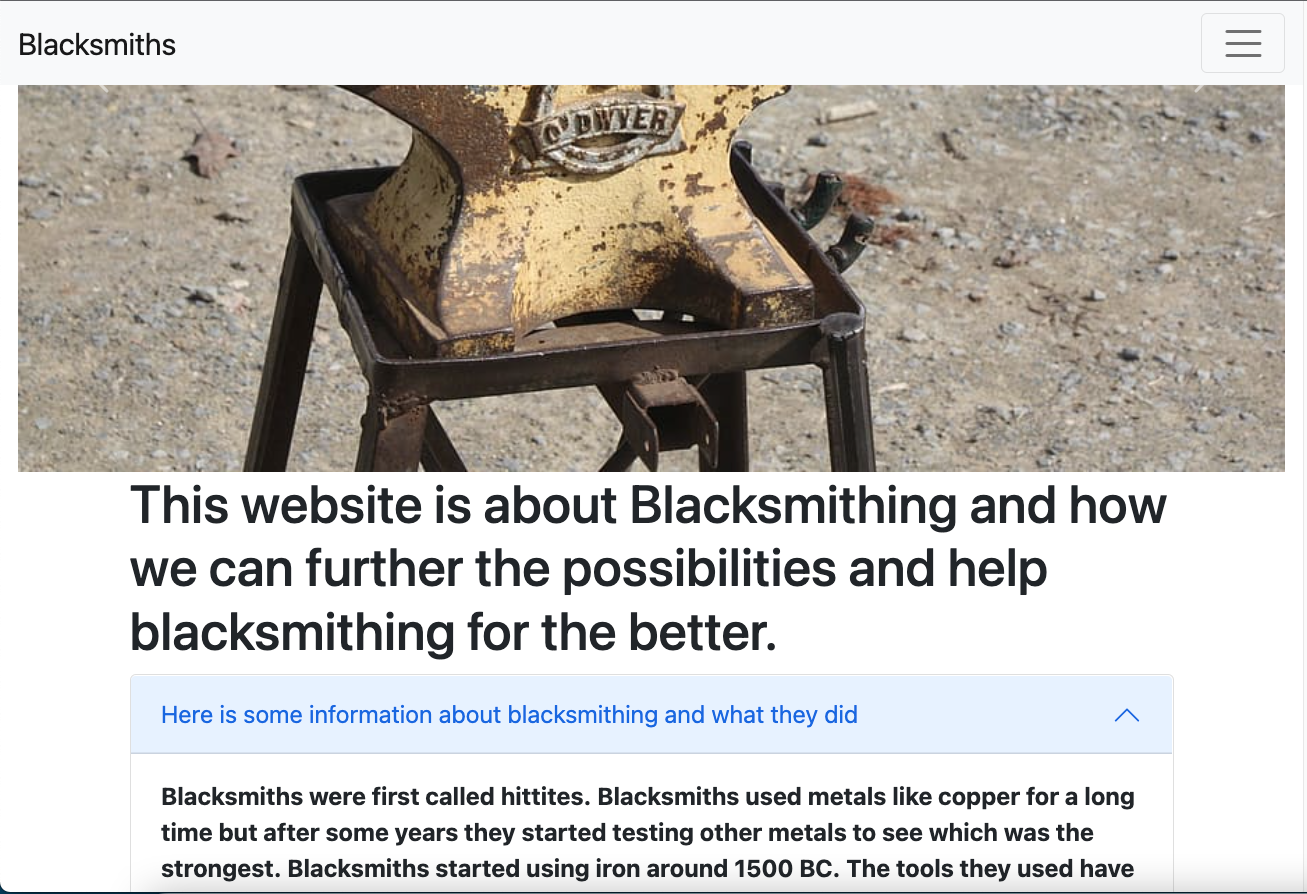 Blacksmiths
O'DWYER
This website is about Blacksmithing and how
we can further the possibilities and help
blacksmithing for the better.
Here is some information about blacksmithing and what they did
Blacksmiths were first called hittites. Blacksmiths used metals like copper for a long
time but after some years they started testing other metals to see which was the
strongest. Blacksmiths started using iron around 1500 BC. The tools they used have